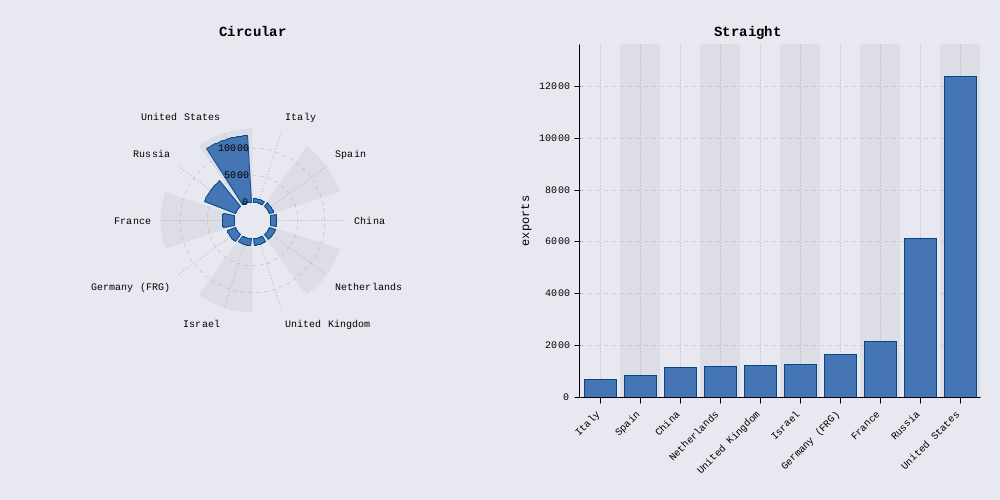 Circular
United States
Italy
Russia
Spain
10000
5000
0
France
China
Germany (FRG)
Netherlands
Israel
United Kingdom
Straight
exports
12000
10000
8000
6000
4000
2000
0
Italy
Spain
China
Netherlands
United Kingdom
Israel
Germany (FRG)
France
Russia
United States